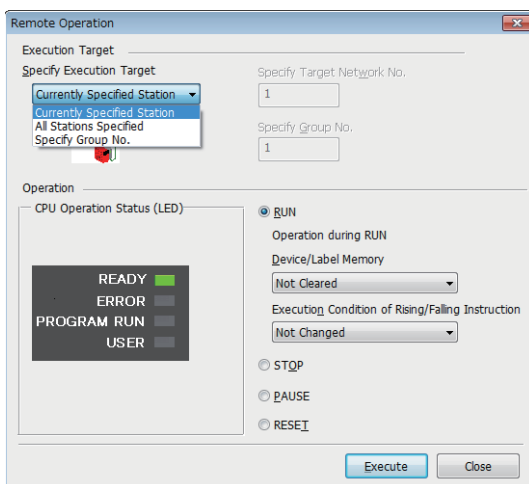 Remote Operation
Execution Target
Specify Execution Target
Currently Specified Station
Currently Specified Station
All Stations Specified
Specify Group No.
Specify Target Network No.
1
Specify Group No.
1
Operation
CPU Operation Status (LED)
READY
ERROR
PROGRAM RUN
USER
RUN
Operation during RUN
Device/Label Memory
Not Cleared
Execution Condition of Rising/Falling Instruction
Not Changed
STOP
PAUSE
RESET
Execute
Close